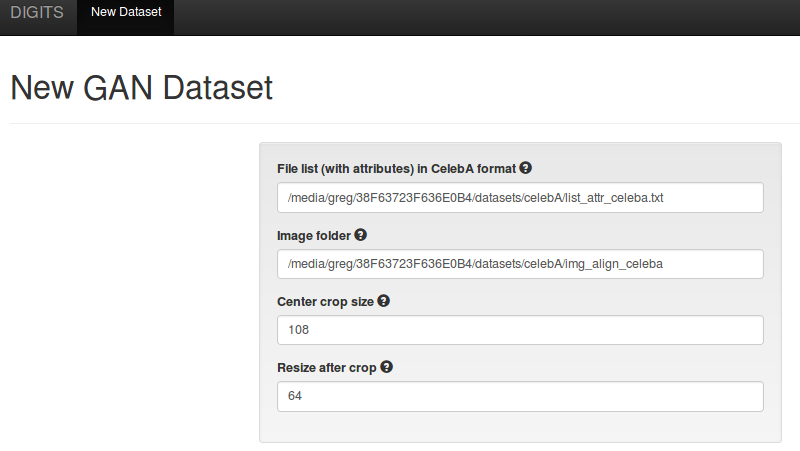 DIGITS New Dataset
New GAN Dataset
File list (with attributes) in CelebA format
/media/greg/38F63723F636E0B4/datasets/celebA/list_attr_celeba.txt
Image folder
/media/greg/38F63723F636E0B4/datasets/celebA/img_align_celeba
Center crop size
108
Resize after crop
64